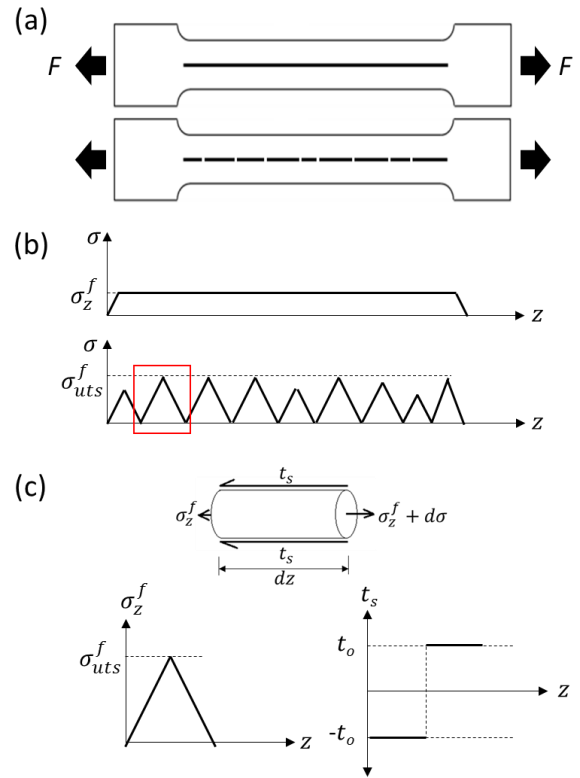 (a)
F F
(b)
σ
σ_z^f
z
σ
σ_uts^f
z
(c)
t_s
σ_z^f σ_z^f + dσ
t_s
dz
σ_z^f t_s
σ_uts^f t_o
z
-t_o
z